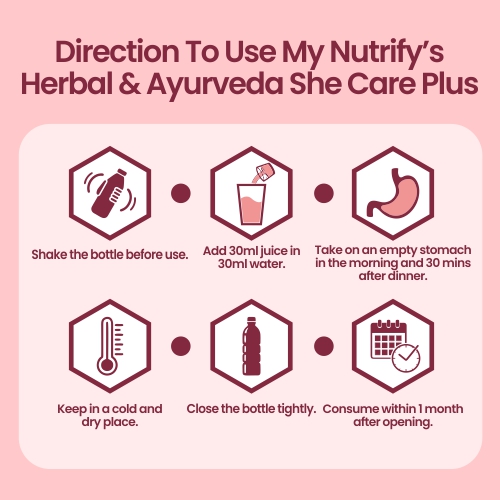 Direction To Use My Nutrify’s
Herbal & Ayurveda She Care Plus
Shake the bottle before use.
Add 30ml juice in
30ml water.
Take on an empty stomach
in the morning and 30 mins
after dinner.
Keep in a cold and
dry place.
Close the bottle tightly.
Consume within 1 month
after opening.